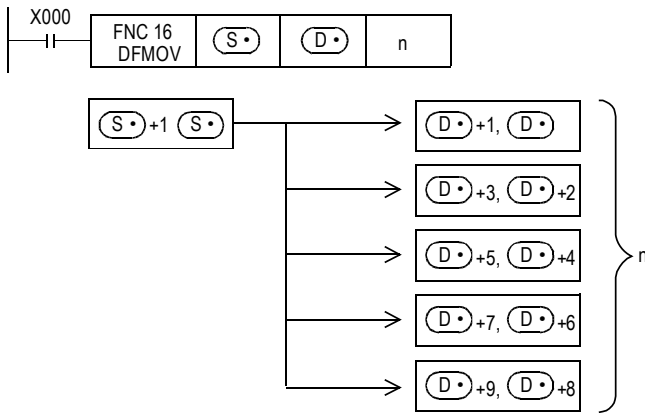 X000
FNC 16 DFMOV S• D• n
S• +1 S• D• +1, D•
D• +3, D• +2
D• +5, D• +4 n
D• +7, D• +6
D• +9, D• +8